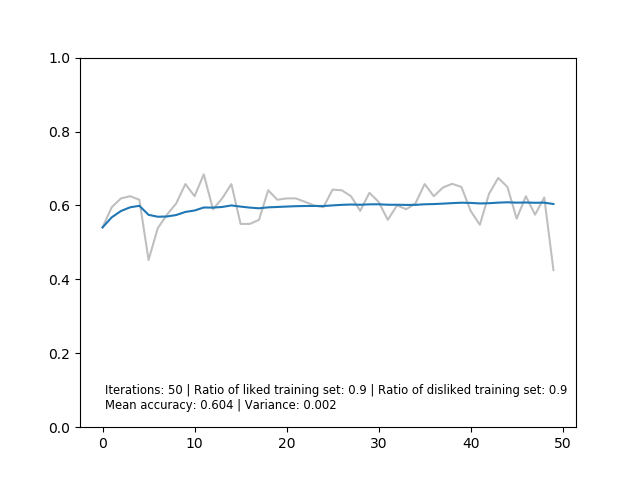 1.0
0.8
0.6
0.4
0.2
0.0
Iterations: 50 | Ratio of liked training set: 0.9 | Ratio of disliked training set: 0.9
Mean accuracy: 0.604 | Variance: 0.002
0 10 20 30 40 50